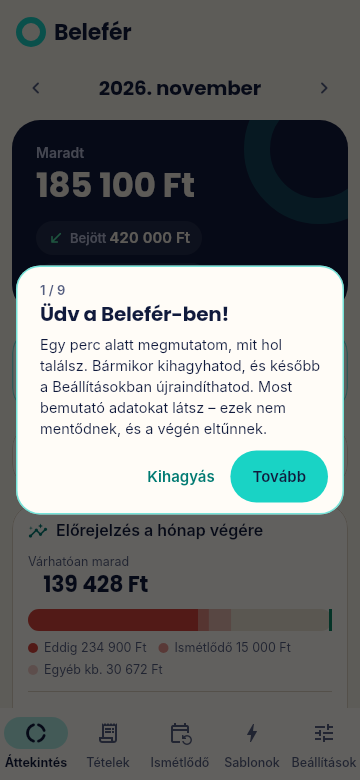 Belefér
2026. november
Maradt
185 100 Ft
Bejött 420 000 Ft
1 / 9
Üdv a Belefér-ben!
Egy perc alatt megmutatom, mit hol
találsz. Bármikor kihagyhatod, és később
a Beállításokban újraindíthatod. Most
bemutató adatokat látsz – ezek nem
mentődnek, és a végén eltűnnek.
Kihagyás
Tovább
Előrejelzés a hónap végére
Várhatóan marad
139 428 Ft
Eddig 234 900 Ft
Ismétlődő 15 000 Ft
Egyéb kb. 30 672 Ft
Áttekintés
Tételek
Ismétlődő
Sablonok
Beállítások